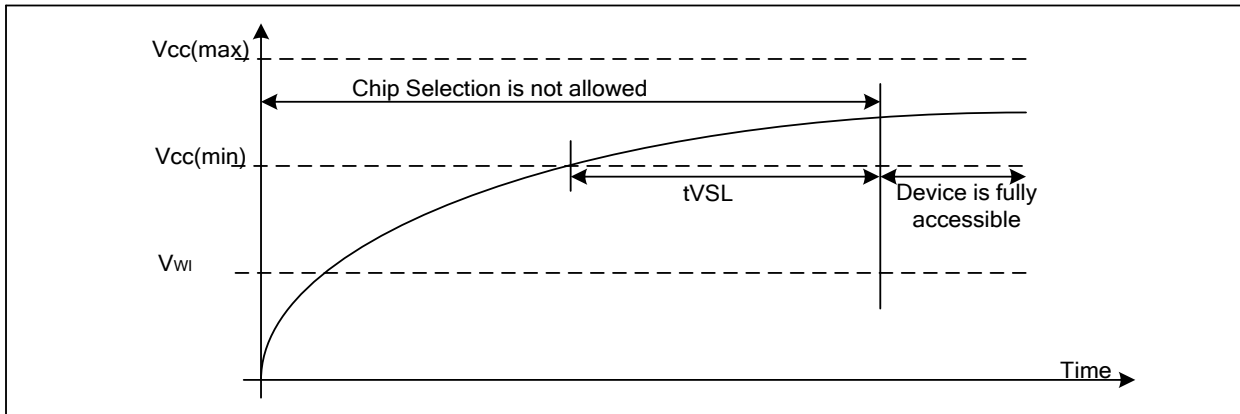 Vcc(max)
Chip Selection is not allowed
Vcc(min)
tVSL
Device is fully
accessible
VWI
Time